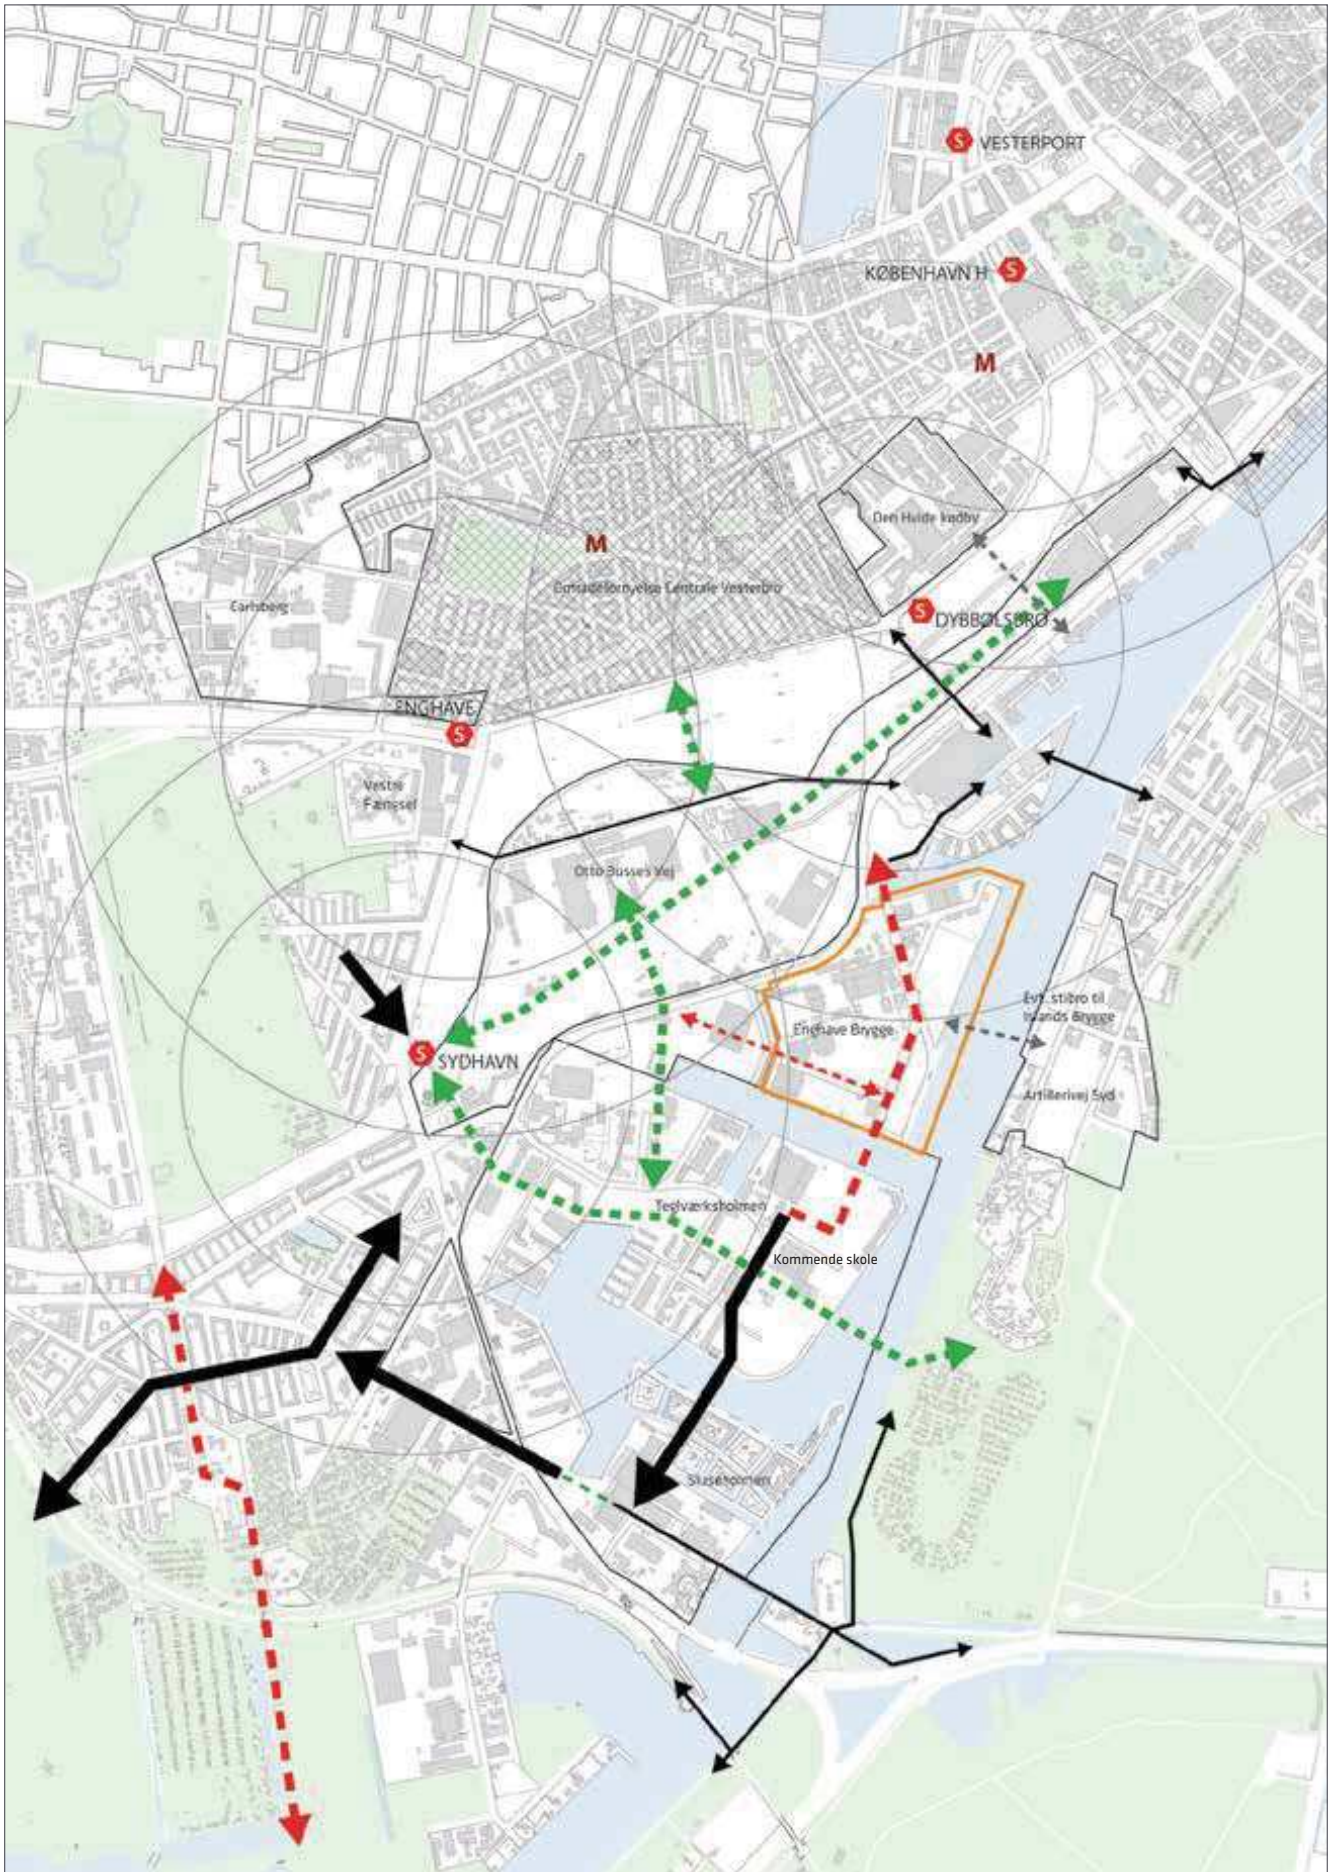 S VESTERPORT
KØBENHAVN H S
M
Den Hvide kødby
M
Områdefornyelse Centrale Vesterbro
Carlsberg
S DYBBØLSBRO
ENGHAVE
S
Vestre
Fængsel
Otto Busses Vej
Evt. stibro til
Islands Brygge
Enghave Brygge
S SYDHAVN
Artillerivej Syd
Teglværksholmen
Kommende skole
Sluseholmen